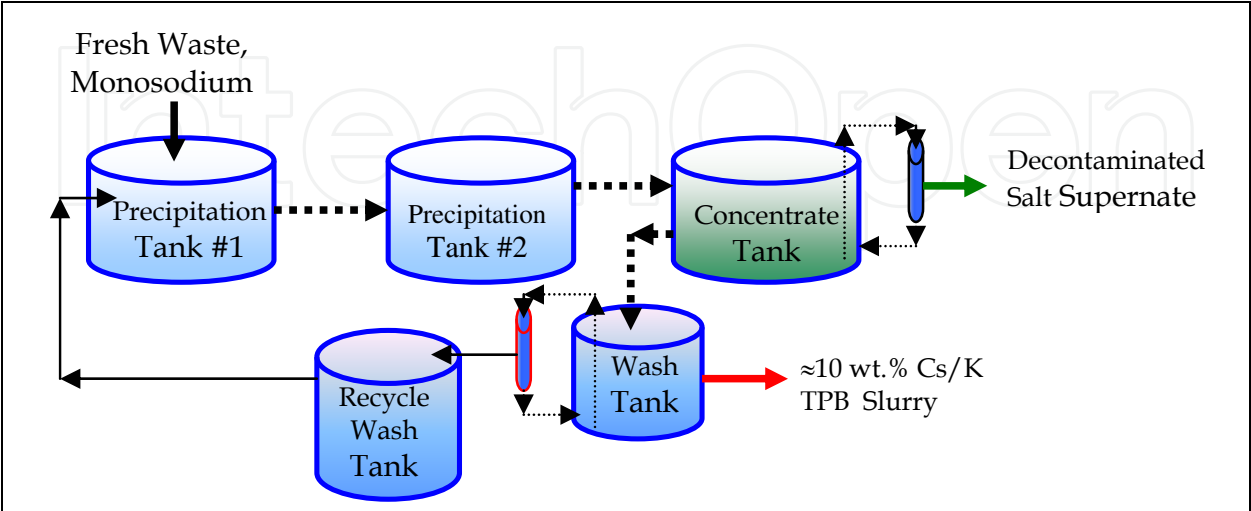 IntechOpen
Fresh Waste,
Monosodium
Precipitation
Tank #1
Precipitation
Tank #2
Concentrate
Tank
Decontaminated
Salt Supernate
Recycle
Wash
Tank
Wash
Tank
≈10 wt.% Cs/K
TPB Slurry